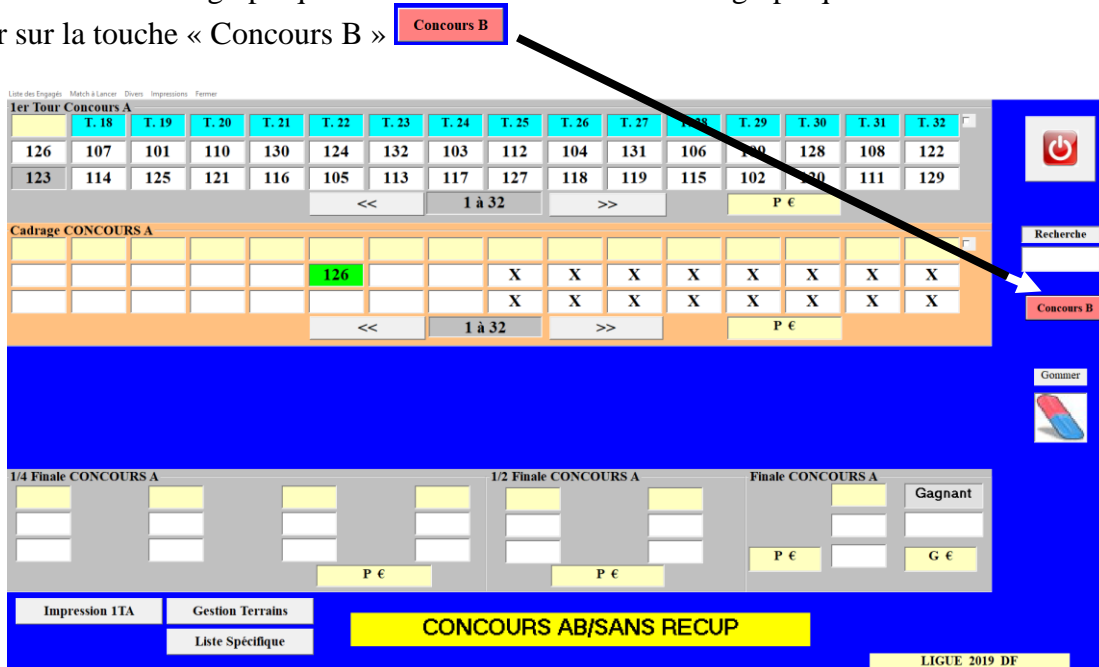 r sur la touche « Concours B » Concours B
Liste des Engagés Match à Lancer Divers Impressions Fermer
1er Tour Concours A
T. 18 T. 19 T. 20 T. 21 T. 22 T. 23 T. 24 T. 25 T. 26 T. 27 T. 29 T. 30 T. 31 T. 32
126 107 101 110 130 124 132 103 112 104 131 106 128 108 122
123 114 125 121 116 105 113 117 127 118 119 115 102 111 129
<< 1 à 32 >> P €
Cadrage CONCOURS A
Recherche
126 X X X X X X X X
X X X X X X X X
Concours B
<< 1 à 32 >> P €
Gommer
1/4 Finale CONCOURS A 1/2 Finale CONCOURS A Finale CONCOURS A
Gagnant
P € G €
P € P €
Impression 1TA Gestion Terrains
CONCOURS AB/SANS RECUP
Liste Spécifique
LIGUE 2019 DF